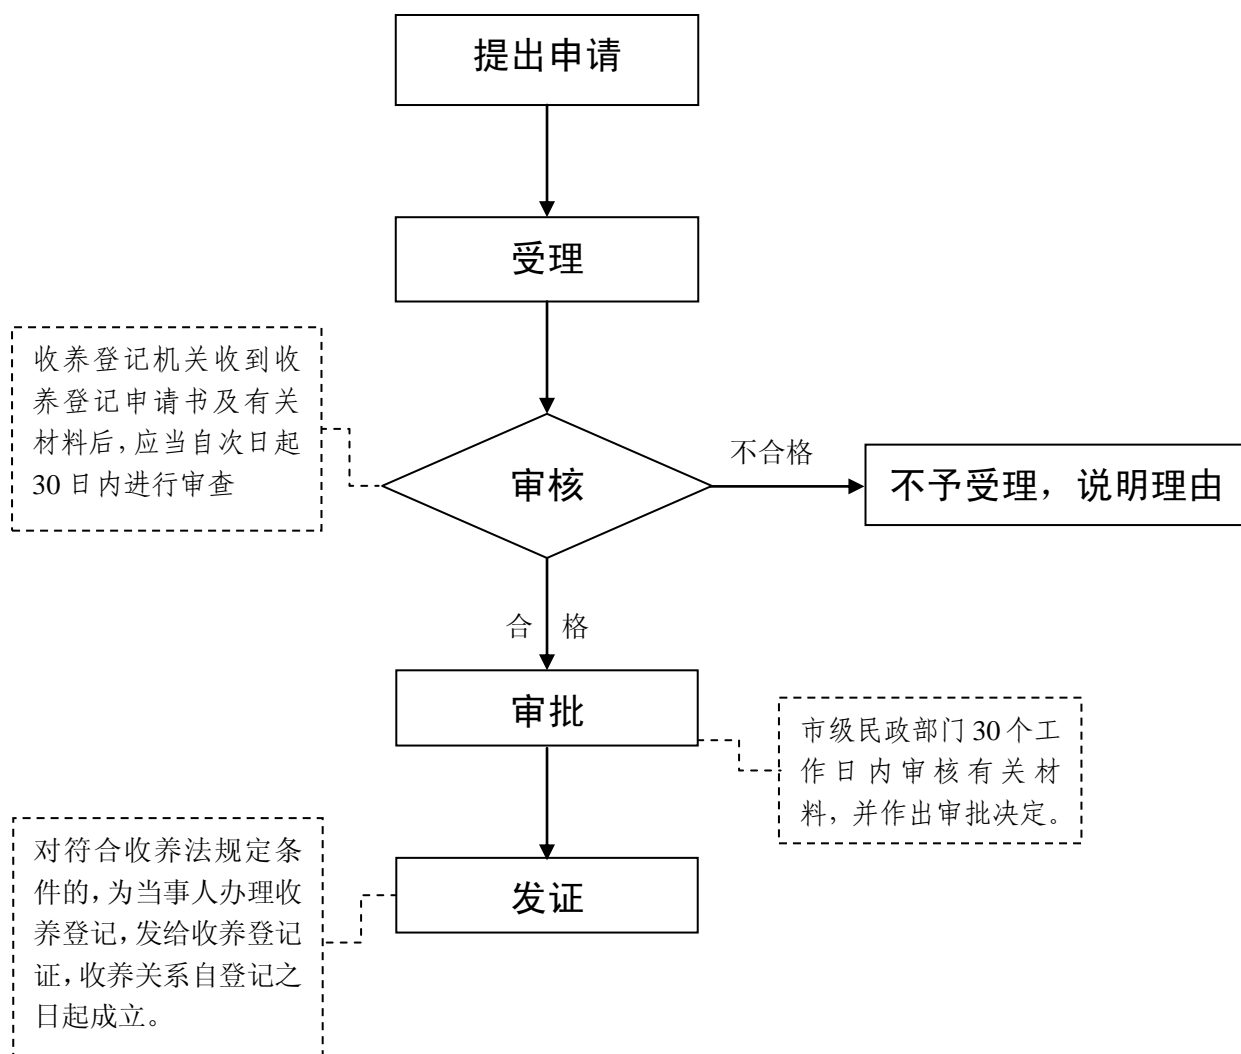 提出申请
受理
收养登记机关收到收
养登记申请书及有关
材料后，应当自次日起
30 日内进行审查
审核
不合格
不予受理，说明理由
合 格
审批
市级民政部门 30 个工
作日内审核有关材
料，并作出审批决定。
对符合收养法规定条
件的，为当事人办理收
养登记，发给收养登记
证，收养关系自登记之
日起成立。
发证